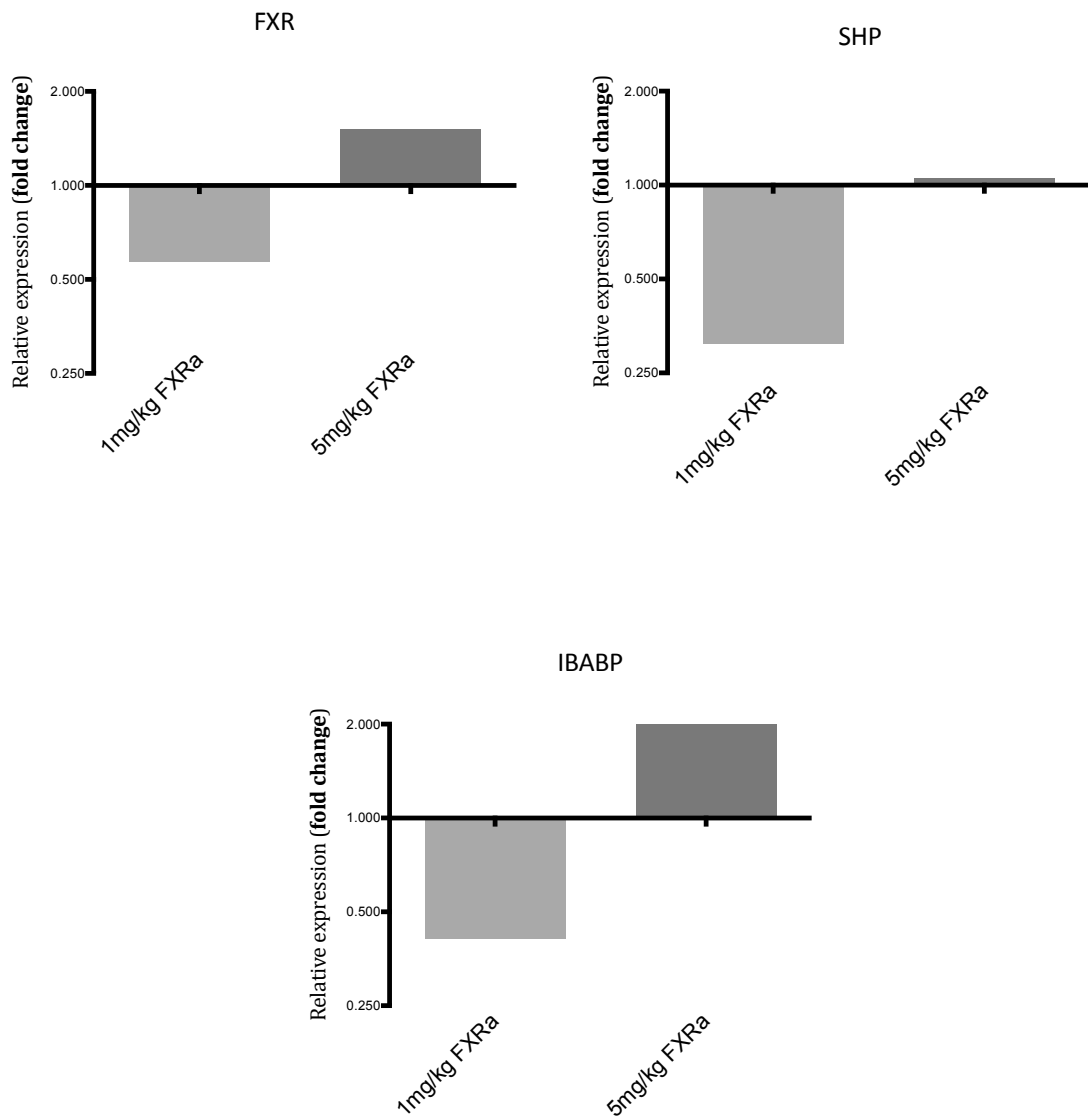 FXR
Relative expression (fold change)
2.000
1.000
0.500
0.250
1mg/kg FXRa
5mg/kg FXRa
SHP
Relative expression (fold change)
2.000
1.000
0.500
0.250
1mg/kg FXRa
5mg/kg FXRa
IBABP
Relative expression (fold change)
2.000
1.000
0.500
0.250
1mg/kg FXRa
5mg/kg FXRa